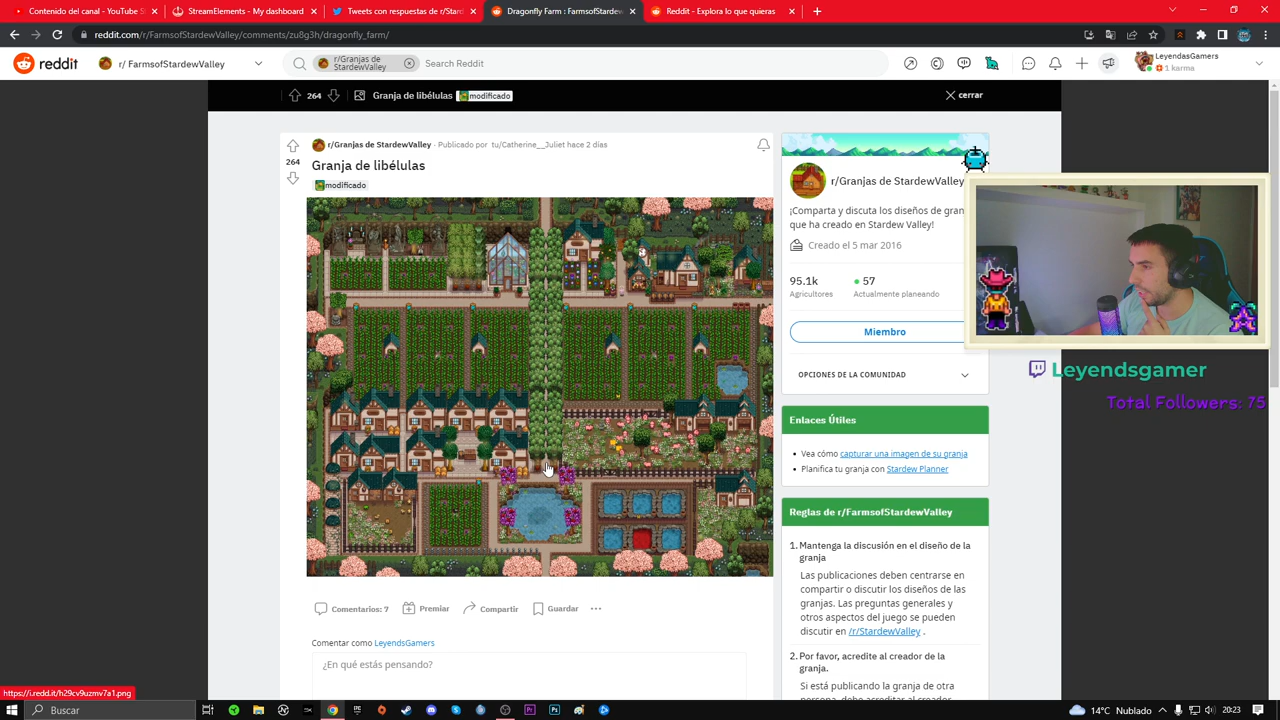 Contenido del canal - YouTube S
StreamElements - My dashboard
Tweets con respuestas de r/Stard
Dragonfly Farm : FarmsofStardew
Reddit - Explora lo que quieras
reddit.com/r/FarmsofStardewValley/comments/zu8g3h/dragonfly_farm/
reddit
r/ FarmsofStardewValley
r/Granjas de
StardewValley
Search Reddit
LeyendasGamers
1 karma
264
Granja de libélulas
modificado
cerrar
r/Granjas de StardewValley · Publicado por tu/Catherine__Juliet hace 2 días
264
Granja de libélulas
modificado
r/Granjas de StardewValley
¡Comparta y discuta los diseños de gran
que ha creado en Stardew Valley!
Creado el 5 mar 2016
95.1k
Agricultores
57
Actualmente planeando
Miembro
OPCIONES DE LA COMUNIDAD
Leyendsgamer
Total Followers: 75
Enlaces Útiles
Vea cómo capturar una imagen de su granja
Planifica tu granja con Stardew Planner
Reglas de r/FarmsofStardewValley
1. Mantenga la discusión en el diseño de la
granja
Las publicaciones deben centrarse en
compartir o discutir los diseños de las
granjas. Las preguntas generales y
otros aspectos del juego se pueden
discutir en /r/StardewValley .
2. Por favor, acredite al creador de la
granja.
Si está publicando la granja de otra
persona, debe acreditar al creador
Comentarios: 7
Premiar
Compartir
Guardar
Comentar como LeyendsGamers
¿En qué estás pensando?
https://i.redd.it/h29cv9uzmv7a1.png
Buscar
14°C Nublado
20:23